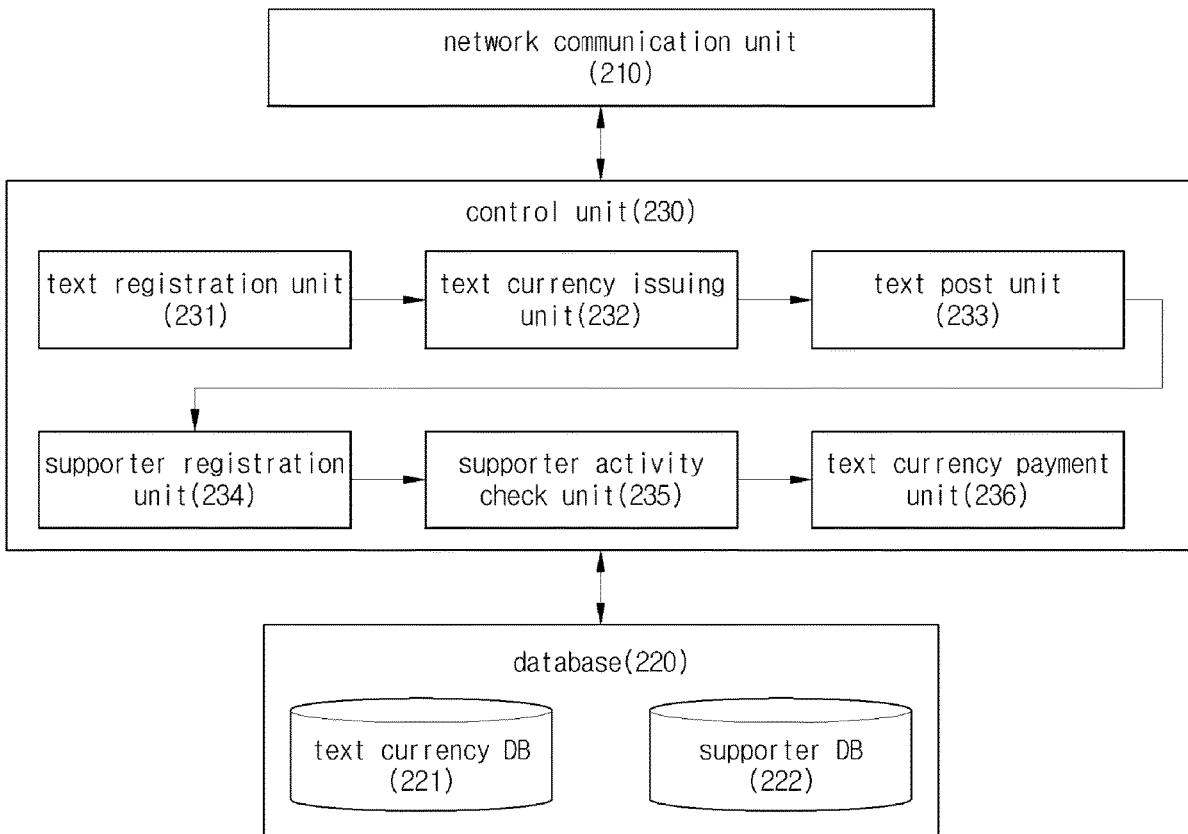 network communication unit
(210)
control unit(230)
text registration unit
(231)
text currency issuing
unit(232)
text post unit
(233)
supporter registration
unit(234)
supporter activity
check unit(235)
text currency payment
unit(236)
database(220)
text currency DB
(221)
supporter DB
(222)